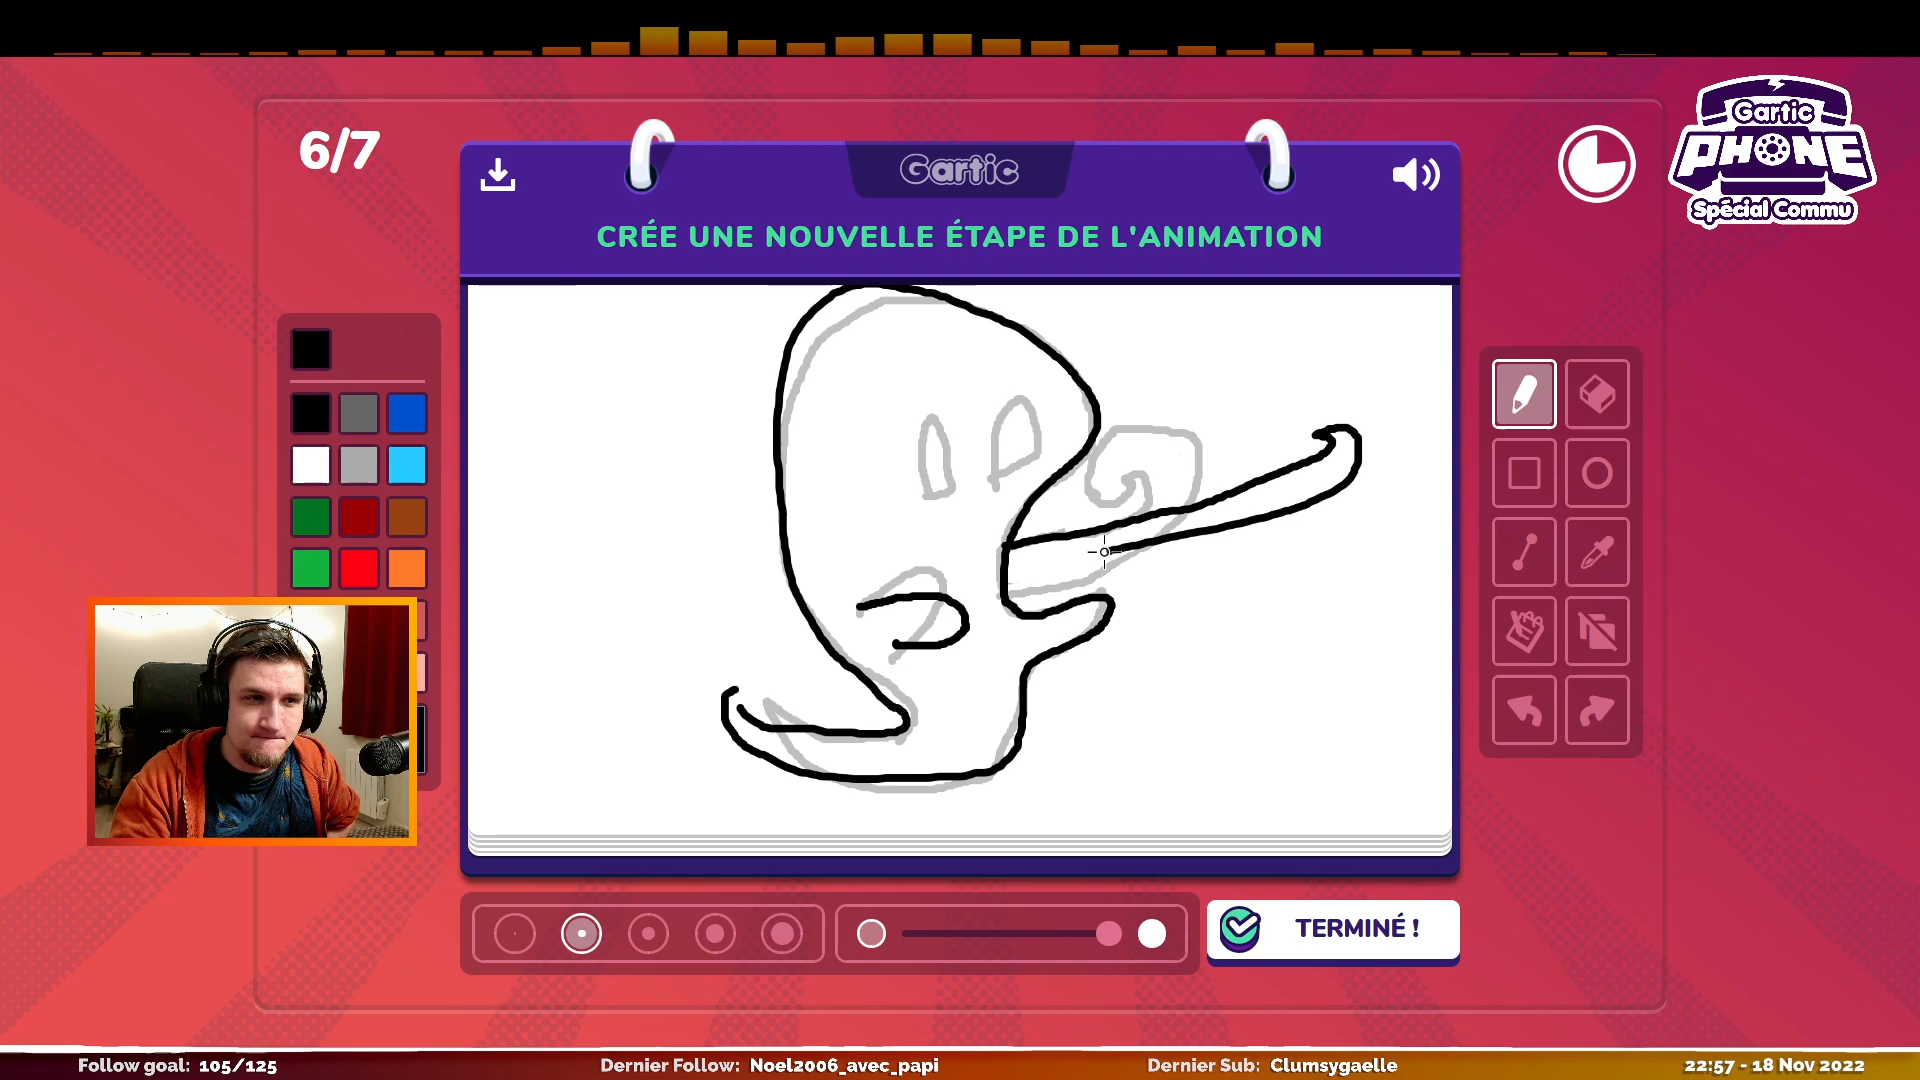 6/7
Gartic
CRÉE UNE NOUVELLE ÉTAPE DE L'ANIMATION
Gartic
PHONE
Spécial Commu
TERMINÉ !
Follow goal: 105/125
Dernier Follow: Noel2006_avec_papi
Dernier Sub: Clumsygaelle
22:57 - 18 Nov 2022